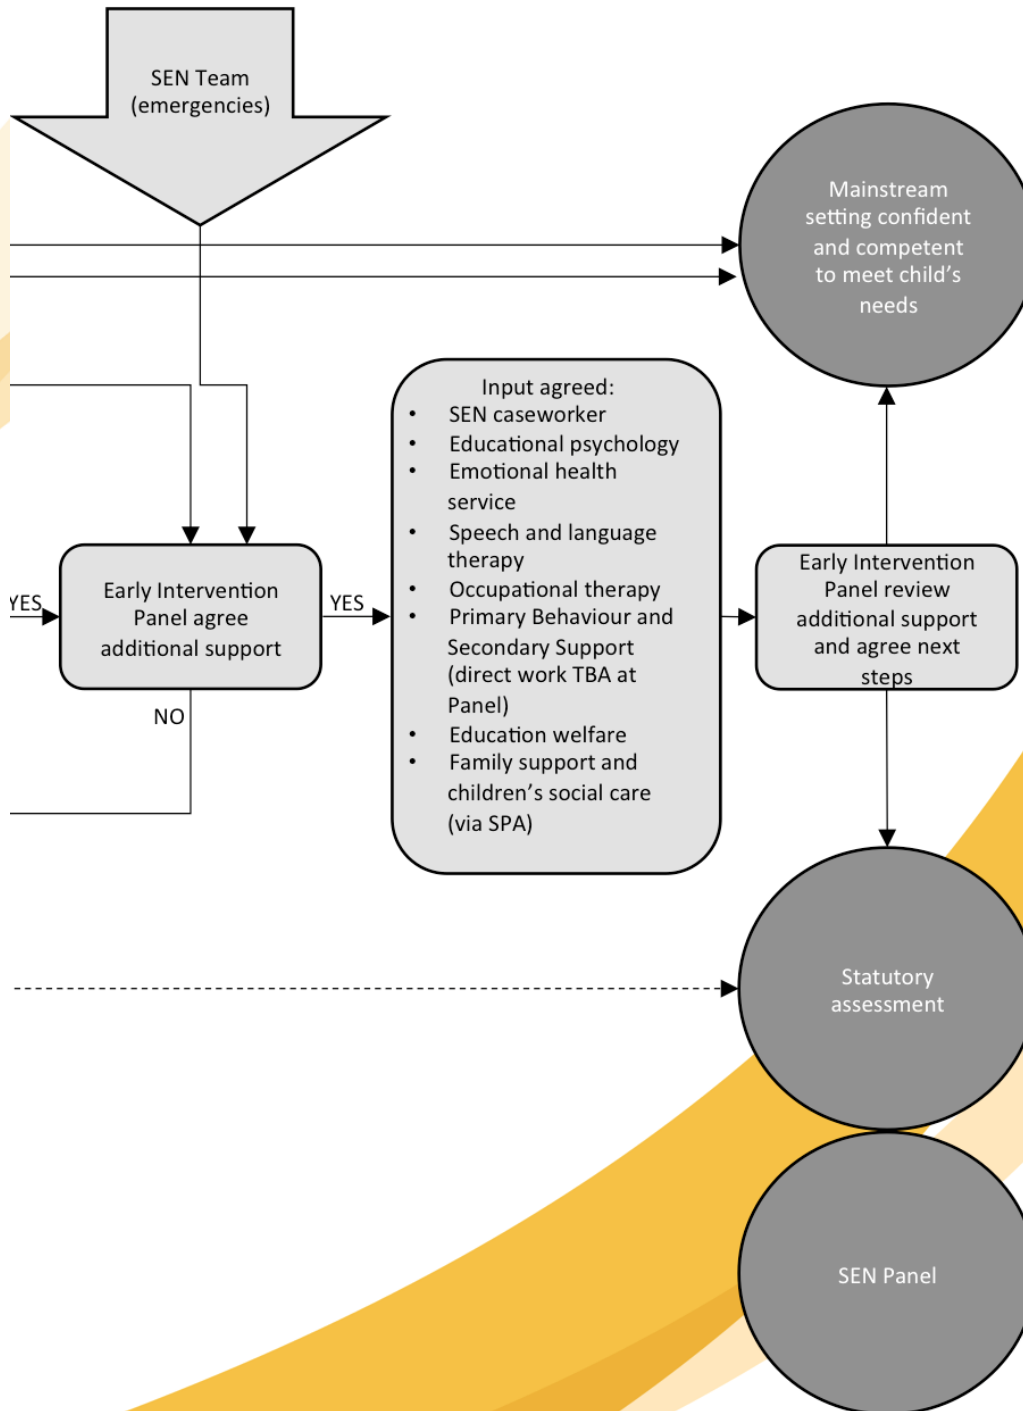 SEN Team
(emergencies)
Mainstream
setting confident
and competent
to meet child’s
needs
Input agreed:
• SEN caseworker
• Educational psychology
• Emotional health
service
• Speech and language
therapy
• Occupational therapy
• Primary Behaviour and
Secondary Support
(direct work TBA at
Panel)
• Education welfare
• Family support and
children’s social care
(via SPA)
YES
Early Intervention
Panel agree
additional support
YES
NO
Early Intervention
Panel review
additional support
and agree next
steps
Statutory
assessment
SEN Panel